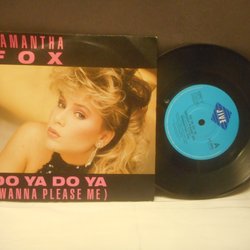 AMANTHA
FOX
DO YA DO YA
WANNA PLEASE ME)
JIVE
A